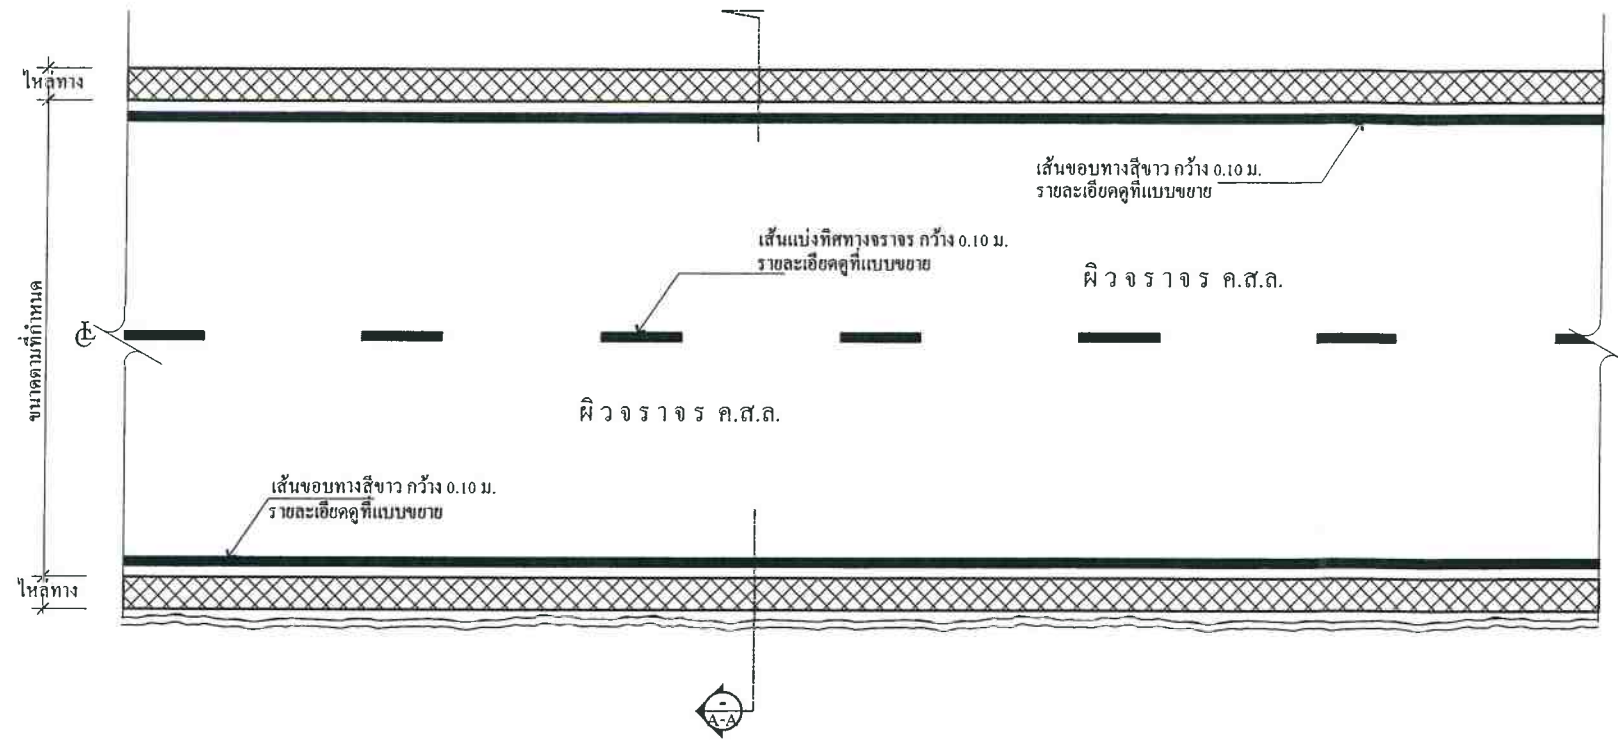 ไหล่ทาง
เส้นขอบทางสีขาว กว้าง 0.10 ม.
รายละเอียดดูที่แบบขยาย
เส้นแบ่งทิศทางจราจร กว้าง 0.10 ม.
รายละเอียดดูที่แบบขยาย
ผิวจราจร ค.ส.ล.
ขนาดตามที่กำหนด
CL
ผิวจราจร ค.ส.ล.
เส้นขอบทางสีขาว กว้าง 0.10 ม.
รายละเอียดดูที่แบบขยาย
ไหล่ทาง
-
A-A